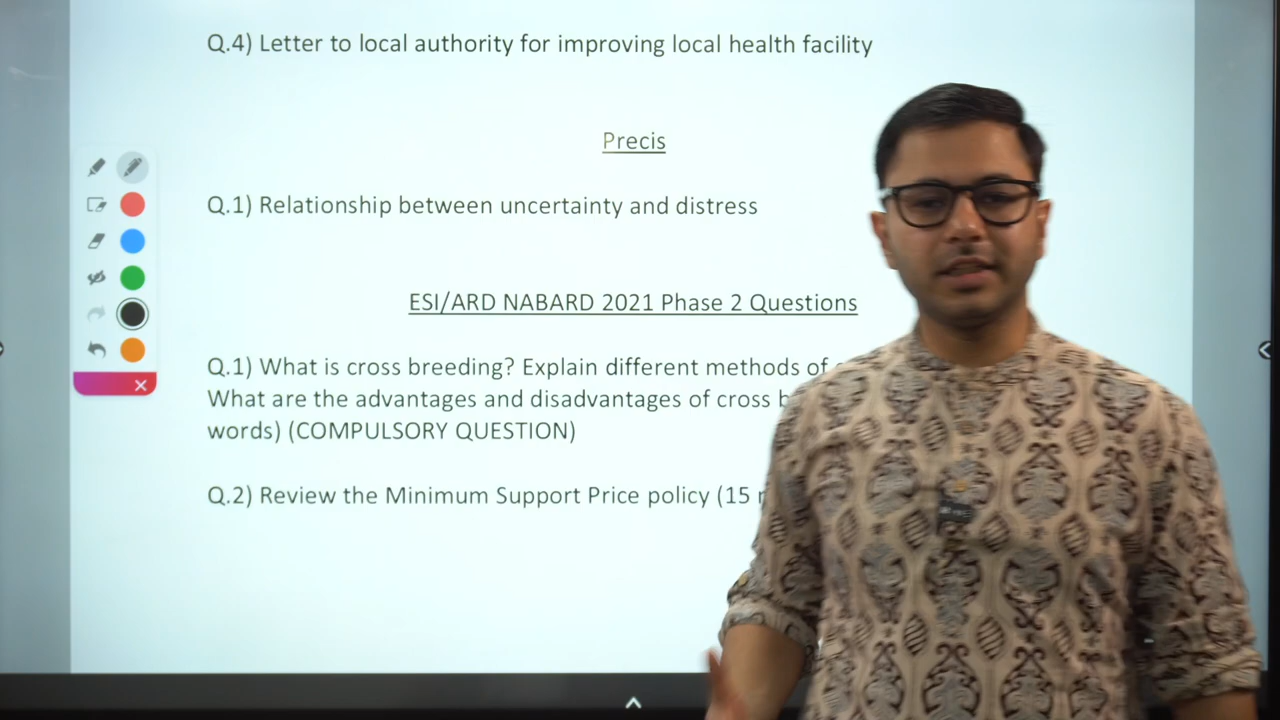 Q.4) Letter to local authority for improving local health facility
Precis
Q.1) Relationship between uncertainty and distress
ESI/ARD NABARD 2021 Phase 2 Questions
Q.1) What is cross breeding? Explain different methods of
What are the advantages and disadvantages of cross
words) (COMPULSORY QUESTION)
Q.2) Review the Minimum Support Price policy (15